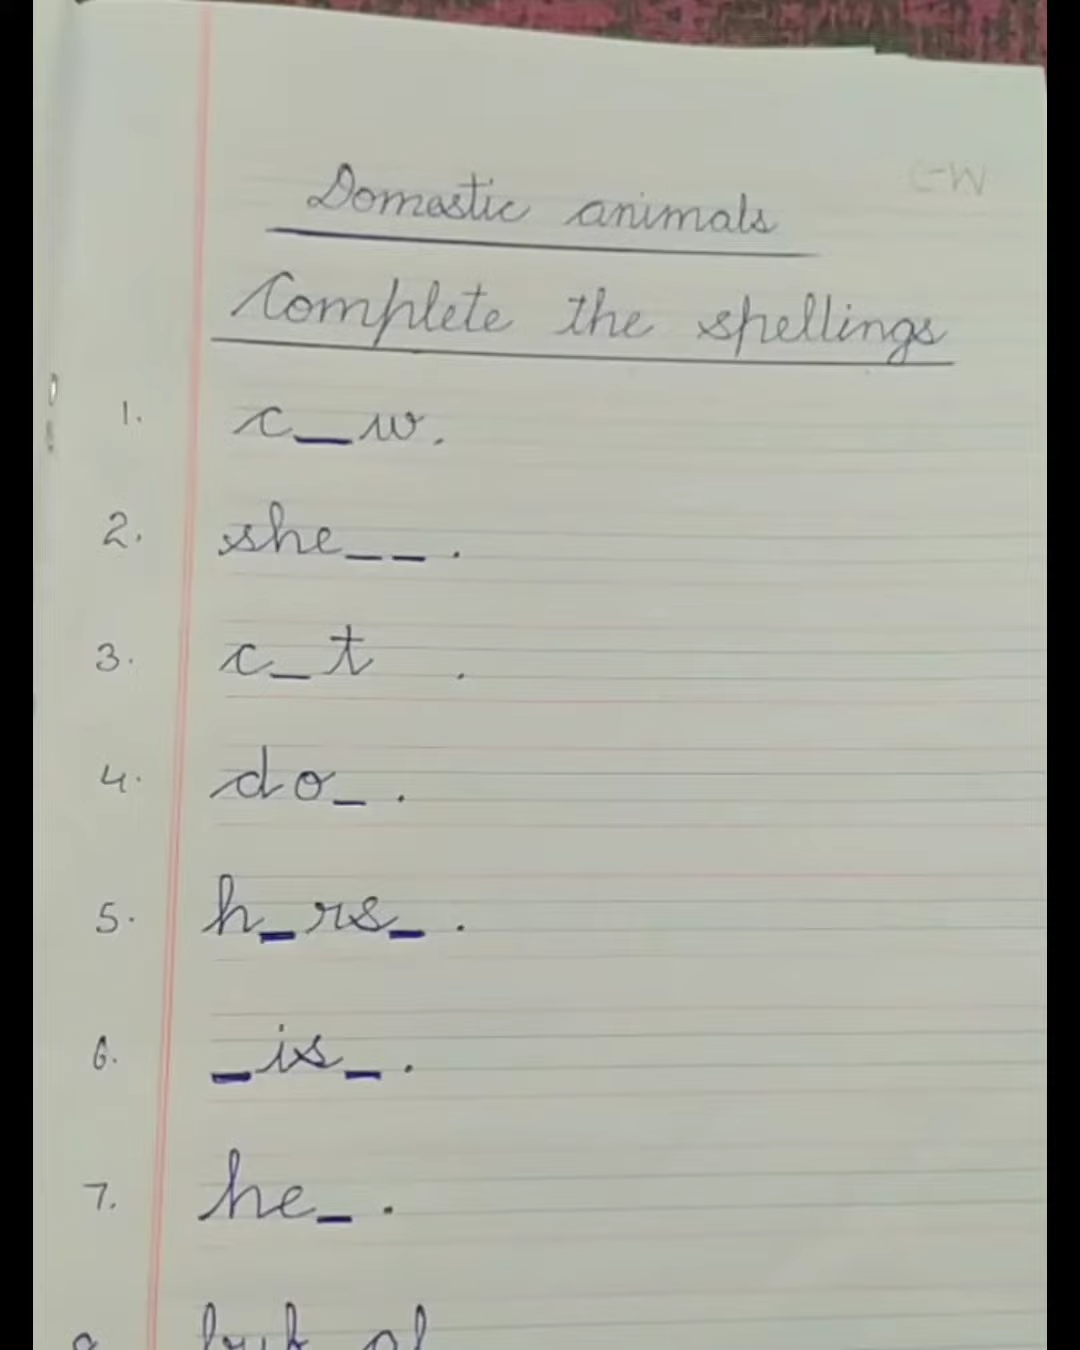 C-W
Domastic animals
Complete the spellings
1. c_w.
2. she__.
3. c_t .
4. do_.
5. h_rs_.
6. _is_.
7. he_.